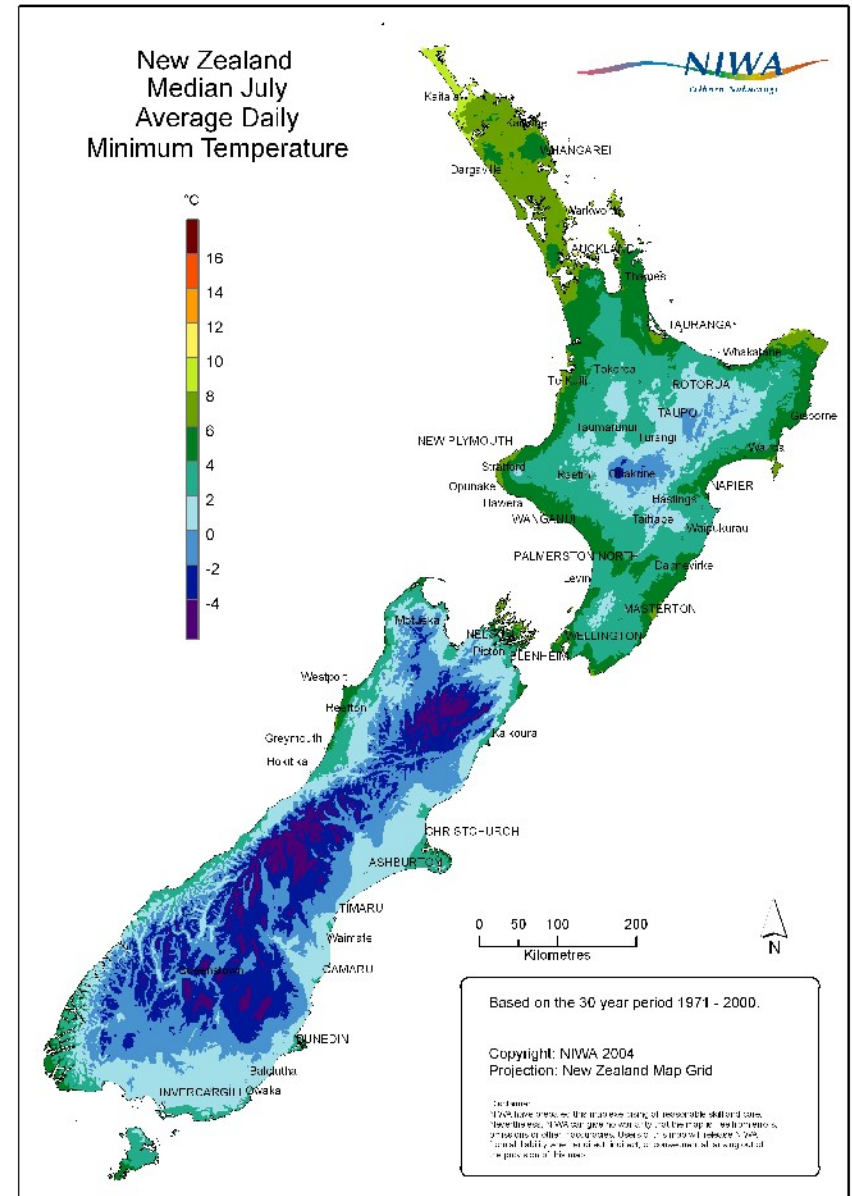 New Zealand
Median July
Average Daily
Minimum Temperature
NIWA
°C
16
14
12
10
8
6
4
2
0
-2
-4
Kaitaia
WHANGAREI
Dargaville
Warkworth
AUCKLAND
Thames
TAURANGA
Whakatane
Tokoroa
Te Kuiti
ROTORUA
TAUPO
Gisborne
Taumarunui
Turangi
NEW PLYMOUTH
Wairoa
Stratford
Raetihi
Ohakune
Opunake
NAPIER
Hastings
Hawera
WANGANUI
Taihape
Waipukurau
PALMERSTON NORTH
Dannevirke
Levin
MASTERTON
Motueka
NELSON
WELLINGTON
Picton
BLENHEIM
Westport
Reefton
Kaikoura
Greymouth
Hokitika
CHRISTCHURCH
ASHBURTON
TIMARU
Waimate
OAMARU
Queenstown
DUNEDIN
Balclutha
INVERCARGILL
Owaka
0 50 100 200
Kilometres
N
Based on the 30 year period 1971 - 2000.
Copyright: NIWA 2004
Projection: New Zealand Map Grid